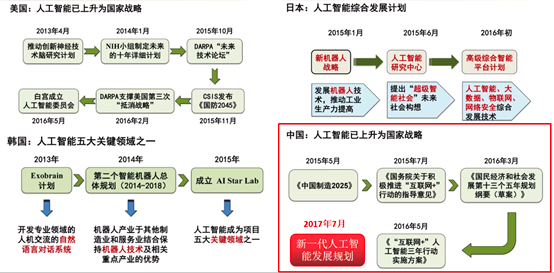 美国：人工智能已上升为国家战略
2013年4月
2014年1月
2015年10月
推动创新神经技
术脑研究计划
NIH小组制定未来
的十年详细计划
DARPA“未来
技术论坛”
白宫成立
人工智能委员会
DARPA支撑美国第三次
“抵消战略”
CSIS发布
《国防2045》
2016年5月
2016年2月
2015年11月
韩国：人工智能五大关键领域之一
2013年
2014年
2015年
Exobrain
计划
第二个智能机器人总
体规划（2014-2018）
成立 AI Star Lab
开发专业领域的
人机交流的自然
语言对话系统
机器人产业于其他制
造业和服务业结合保
持机器人技术及相关
重点产业的优势
人工智能成为项目
五大关键领域之一
日本：人工智能综合发展计划
2015年1月
2015年6月
2016年初
新机器人
战略
人工智能
研究中心
高级综合智能
平台计划
发展机器人技
术，推动工业
生产力提高
提出“超级智
能社会”未来
社会构想
人工智能、大
数据、物联网、
网络安全综合
发展技术
中国：人工智能已上升为国家战略
2015年5月
2015年7月
2016年3月
《中国制造2025》
《国务院关于积
极推进“互联网+”
行动的指导意见》
《国民经济和社会发
展第十三个五年规划
纲要（草案）》
2017年7月
新一代人工智
能发展规划
2016年5月
《“互联网+”人
工智能三年行动
实施方案》